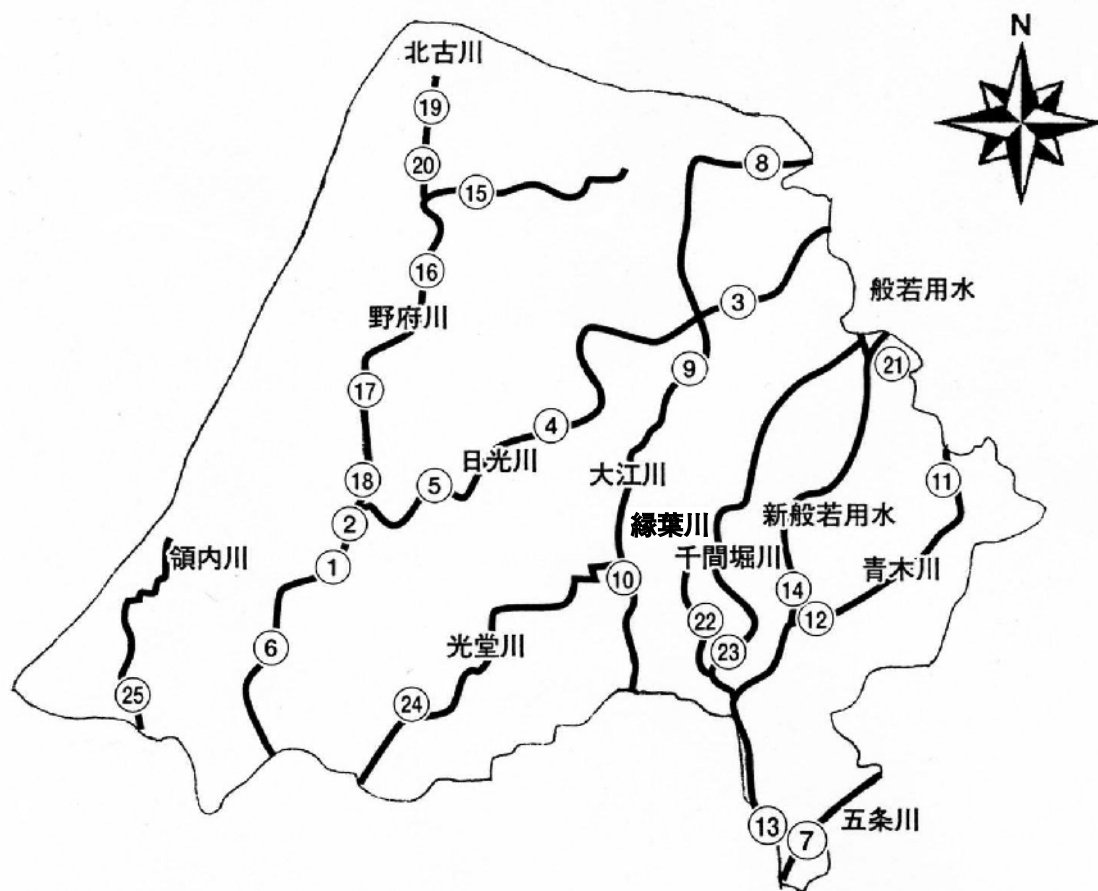 N
北古川
⑲
⑳
⑮
⑧
⑯
③
般若用水
野府川
㉑
⑨
⑰
④
日光川
大江川
⑱
⑤
⑪
②
縁葉川
新般若用水
領内川
①
千間堀川
青木川
⑩
⑭
⑫
⑥
光堂川
㉒
㉓
㉕
㉔
⑬
⑦
五条川